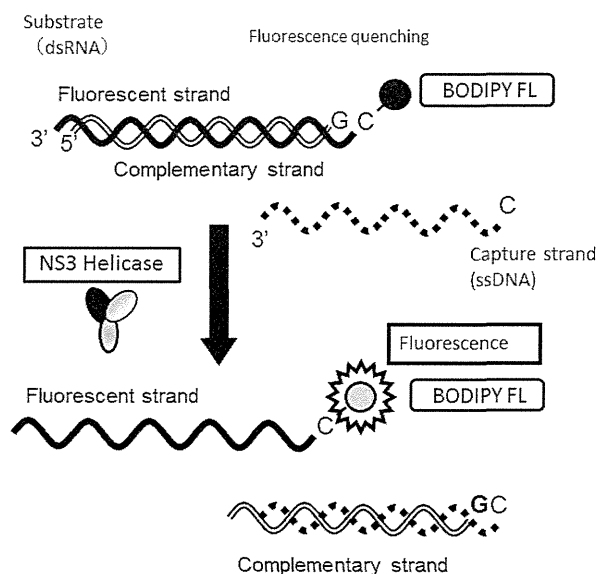 Substrate
(dsRNA)
Fluorescence quenching
BODIPY FL
Fluorescent strand
G C
3' 5'
Complementary strand
C
3'
Capture strand
(ssDNA)
NS3 Helicase
Fluorescence
BODIPY FL
Fluorescent strand
C
GC
Complementary strand